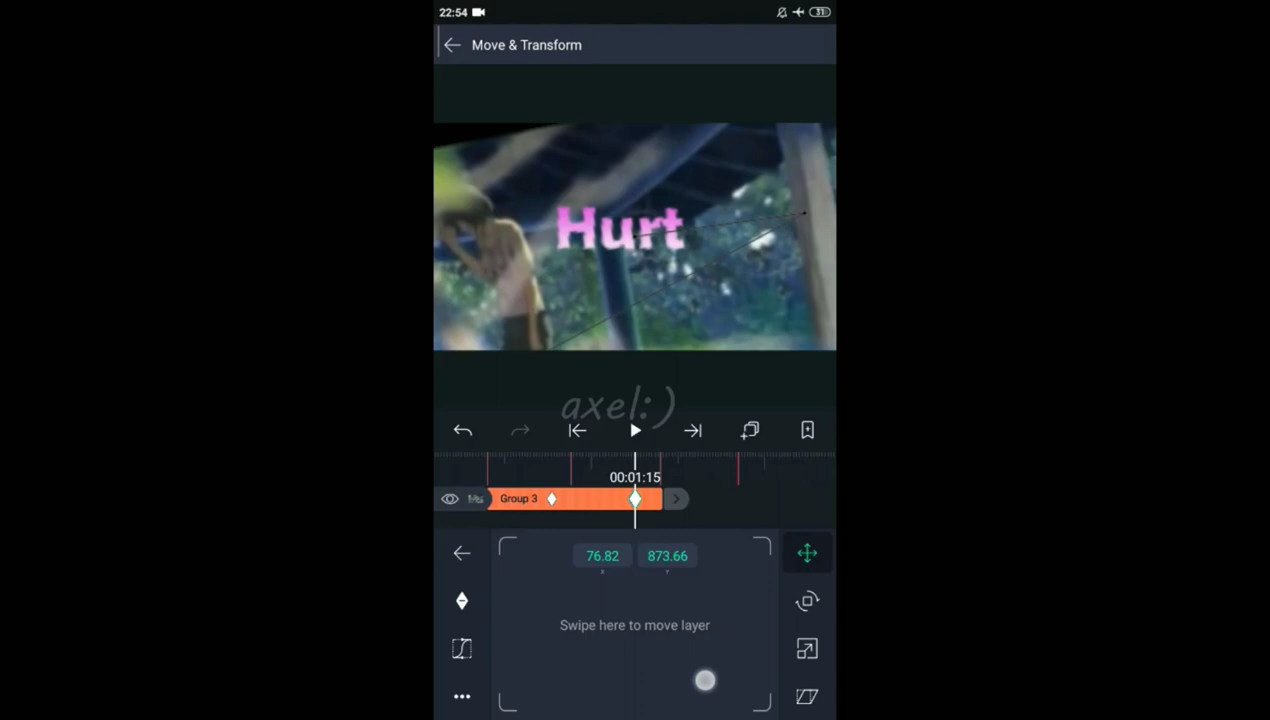 22:54
31
Move & Transform
Hurt
axel:)
00:01:15
Group 3
76.82 873.66
X Y
Swipe here to move layer